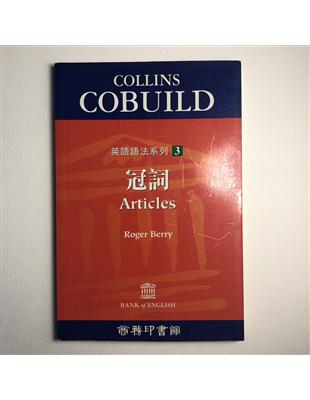 COLLINS
COBUILD
英語語法系列 3
冠詞
Articles
Roger Berry
BANK of ENGLISH
商務印書館